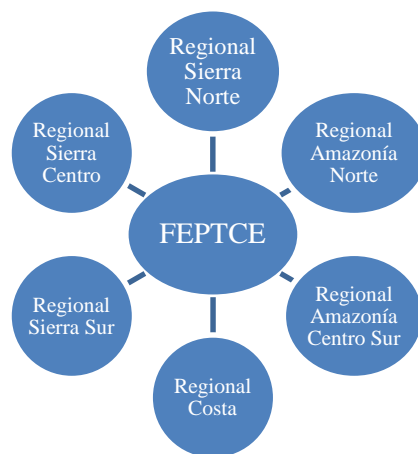 Regional
Sierra
Norte
Regional
Sierra
Centro
Regional
Amazonía
Norte
FEPTCE
Regional
Sierra Sur
Regional
Amazonía
Centro Sur
Regional
Costa